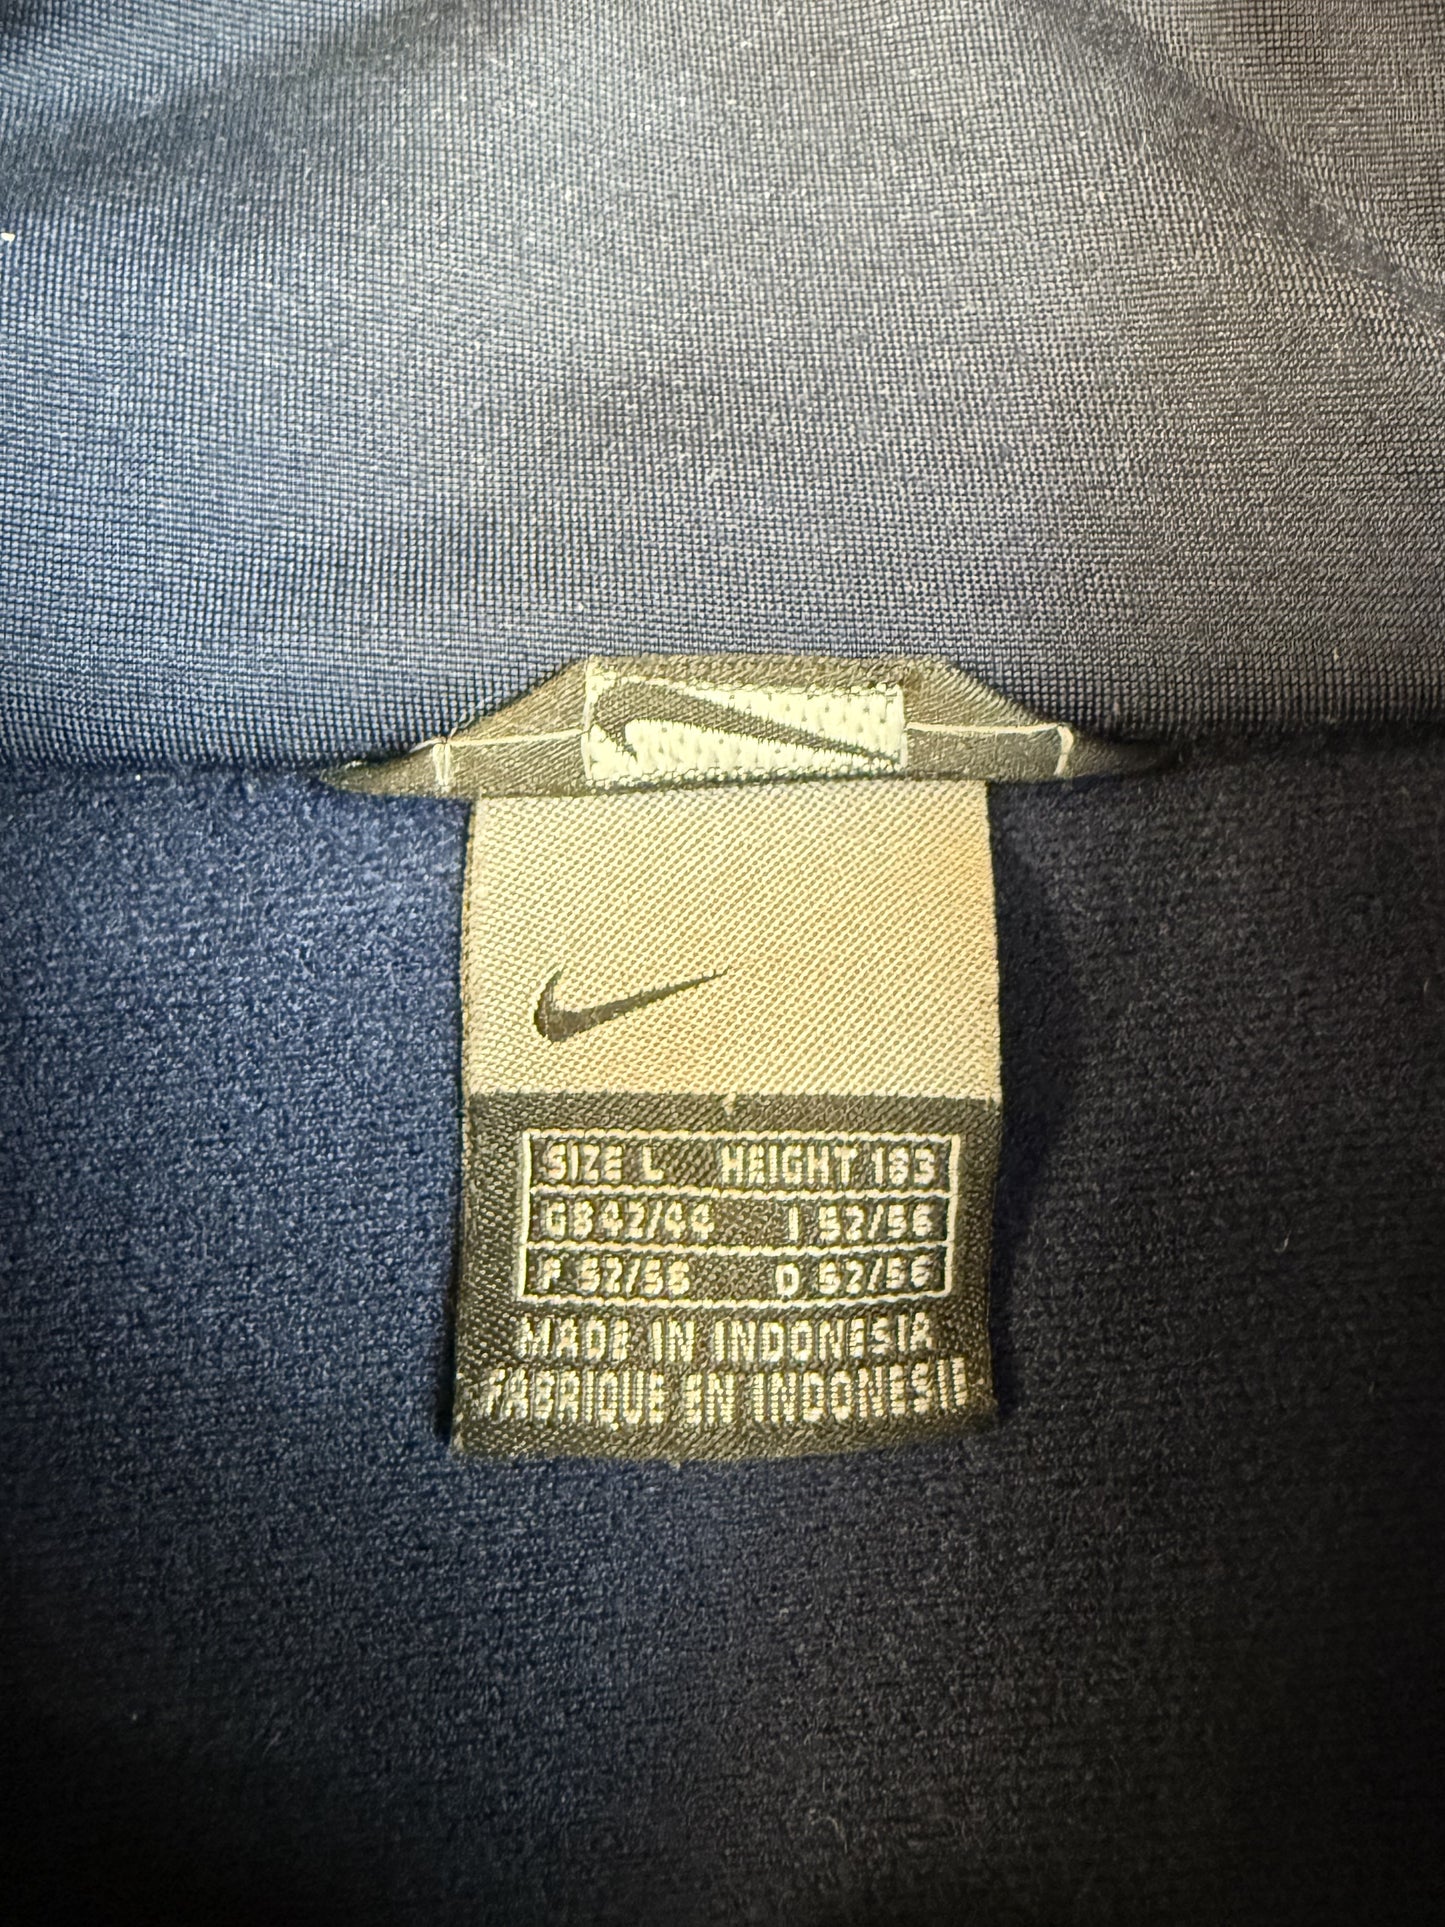 SIZE L HEIGHT 183
GB 42/44 I 52/56
F 52/56 D 52/56
MADE IN INDONESIA
FABRIQUE EN INDONESIE